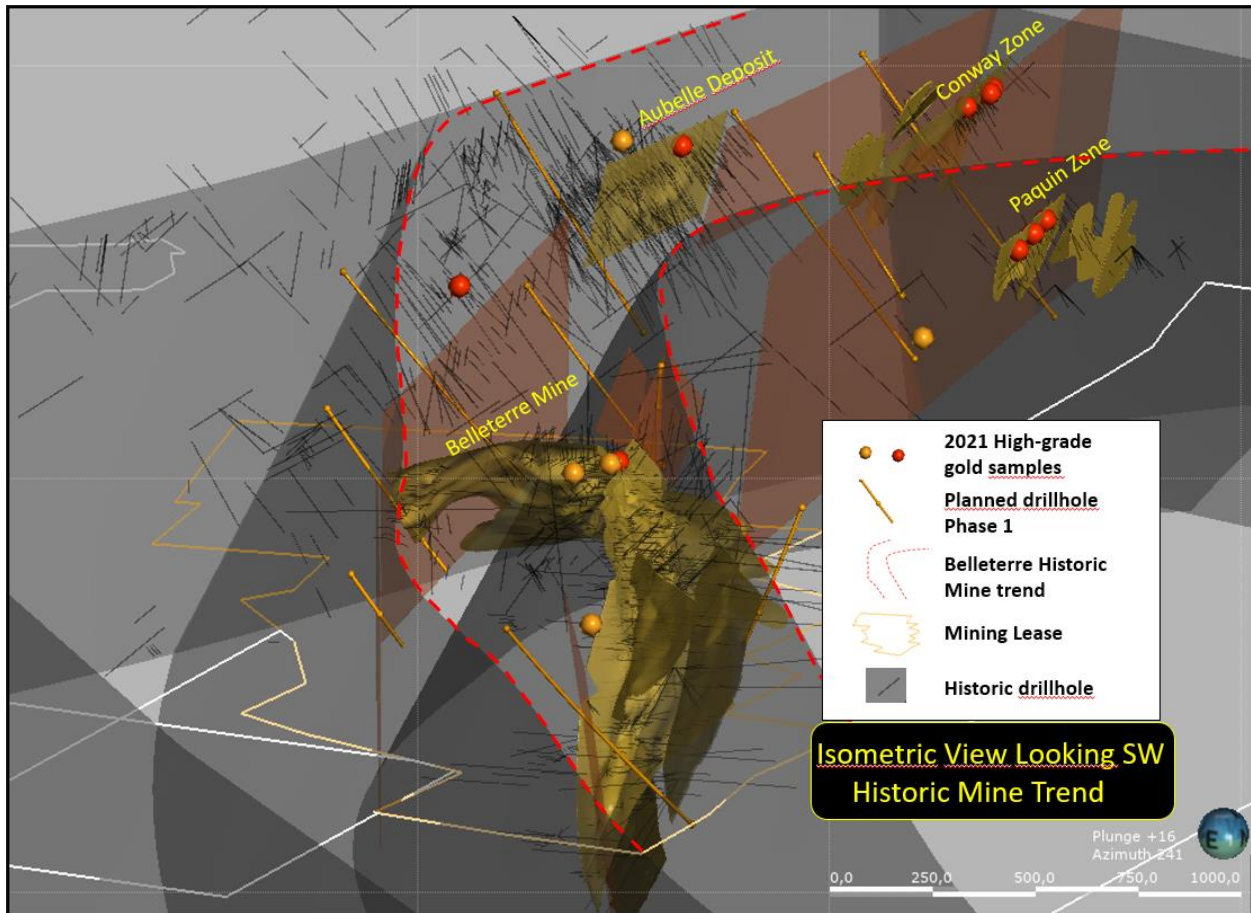 Aubelle Deposit
Conway Zone
Paquin Zone
Belleterre Mine
2021 High-grade
gold samples
Planned drillhole
Phase 1
Belleterre Historic
Mine trend
Mining Lease
Historic drillhole
Isometric View Looking SW
Historic Mine Trend
Plunge +16
Azimuth 241
E
0,0 250,0 500,0 750,0 1000,0